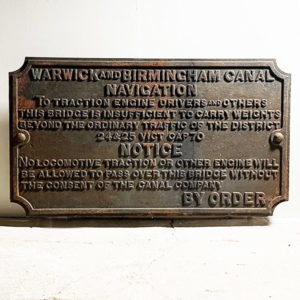 WARWICK AND BIRMINGHAM CANAL
NAVIGATION
TO TRACTION ENGINE DRIVERS AND OTHERS
THIS BRIDGE IS INSUFFICIENT TO CARRY WEIGHTS
BEYOND THE ORDINARY TRAFFIC OF THE DISTRICT
24&25 VICT CAP 70
NOTICE
NO LOCOMOTIVE TRACTION OR OTHER ENGINE WILL
BE ALLOWED TO PASS OVER THIS BRIDGE WITHOUT
THE CONSENT OF THE CANAL COMPANY
BY ORDER